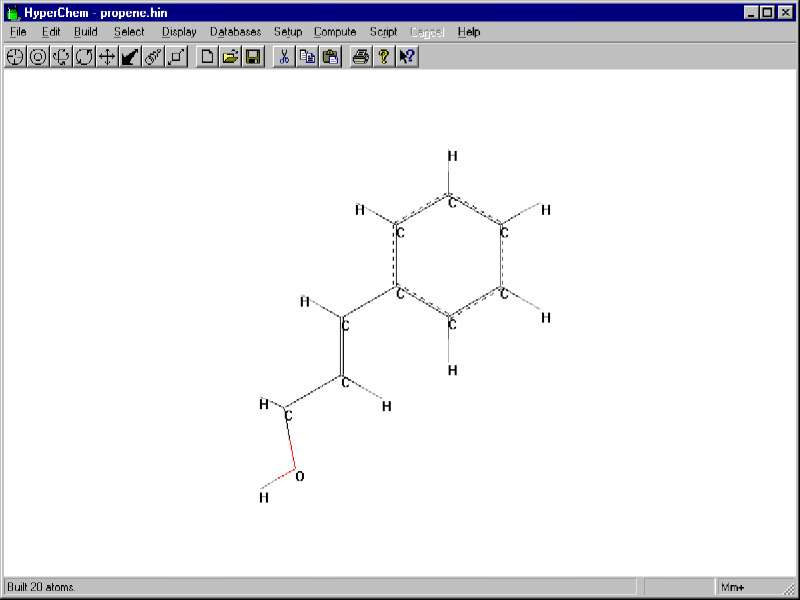 HyperChem - propene.hin
File Edit Build Select Display Databases Setup Compute Script Cancel Help
H
H C H
C C
C C
H C C H
H
C H
H C
O
H
Built 20 atoms. Mm+